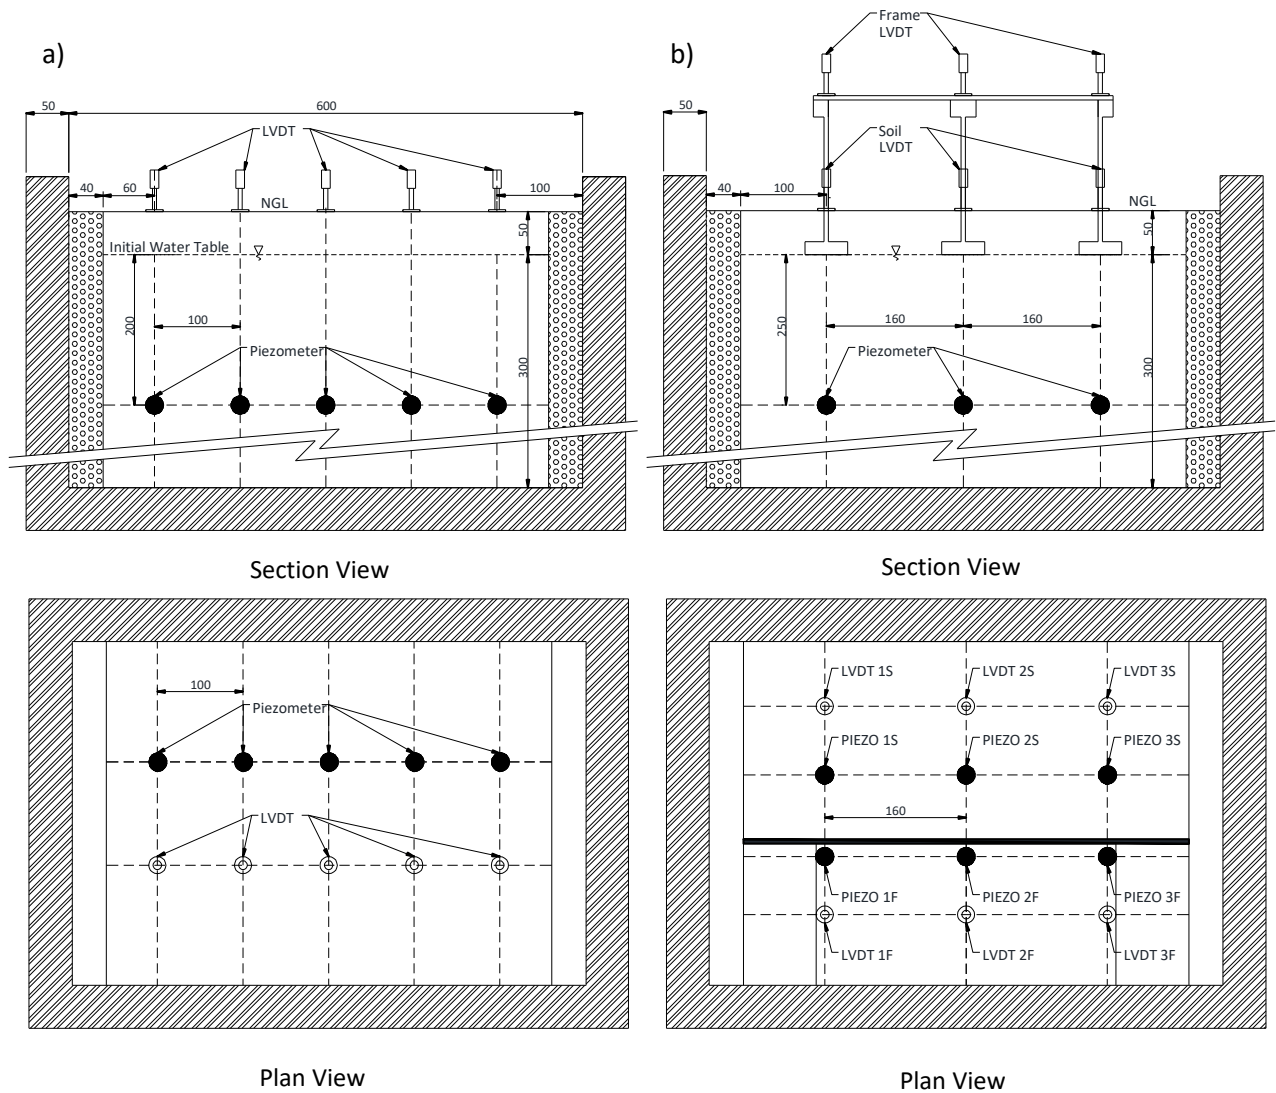 a)
50
600
LVDT
40
60
100
NGL
50
Initial Water Table
200
100
300
Piezometer
Section View
100
Piezometer
LVDT
Plan View
b)
Frame
LVDT
50
Soil
LVDT
40
100
NGL
50
250
160
160
300
Piezometer
Section View
LVDT 1S
LVDT 2S
LVDT 3S
PIEZO 1S
PIEZO 2S
PIEZO 3S
160
PIEZO 1F
PIEZO 2F
PIEZO 3F
LVDT 1F
LVDT 2F
LVDT 3F
Plan View